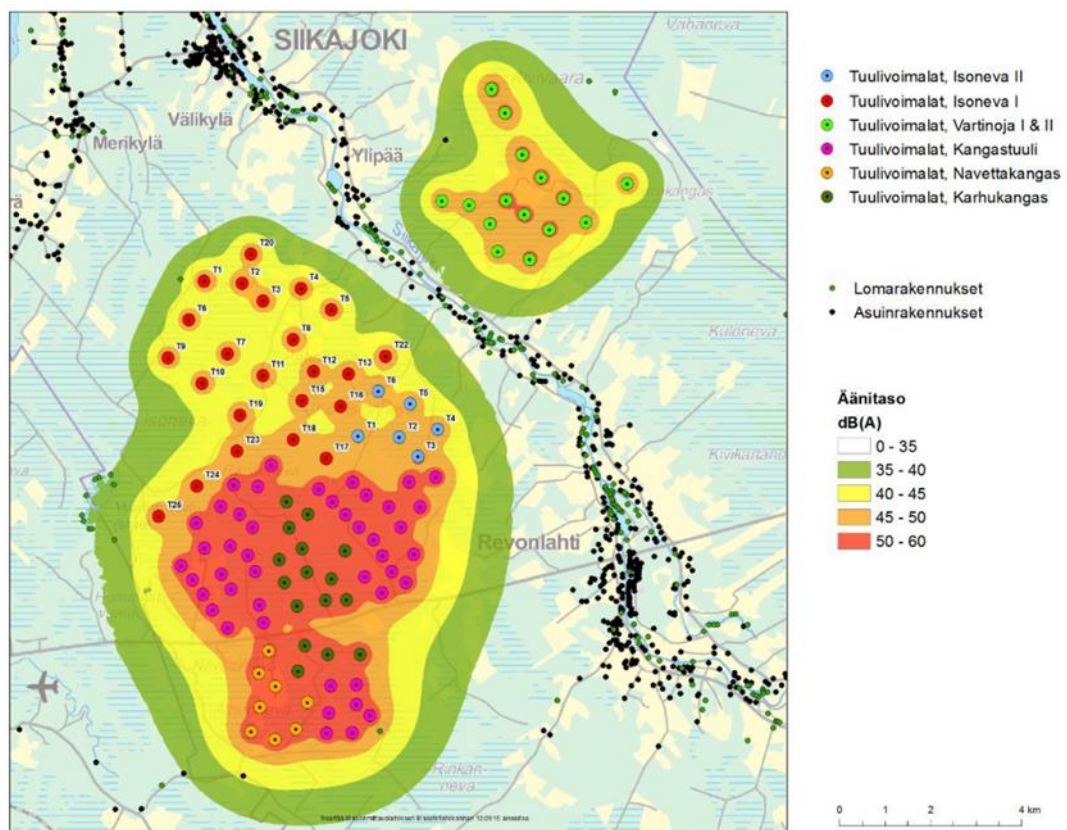 Vähäneva
SIIKAJOKI
Välikylä
Merikylä
Ylipää
Siikajoki
Kuloneva
T20
T1
T2
T4
T3
T6
T5
T8
T7
T9
T22
T12
T13
T10
T11
T6
T15
T16
T5
T19
T4
T18
T1
T2
T23
T3
T17
T24
T25
Revonlahti
Rinkan-
neva
Tuulivoimalat, Isoneva II
Tuulivoimalat, Isoneva I
Tuulivoimalat, Vartinoja I & II
Tuulivoimalat, Kangastuuli
Tuulivoimalat, Navettakangas
Tuulivoimalat, Karhukangas
Lomarakennukset
Asuinrakennukset
Äänitaso
dB(A)
0 - 35
35 - 40
40 - 45
45 - 50
50 - 60
0 1 2 4 km